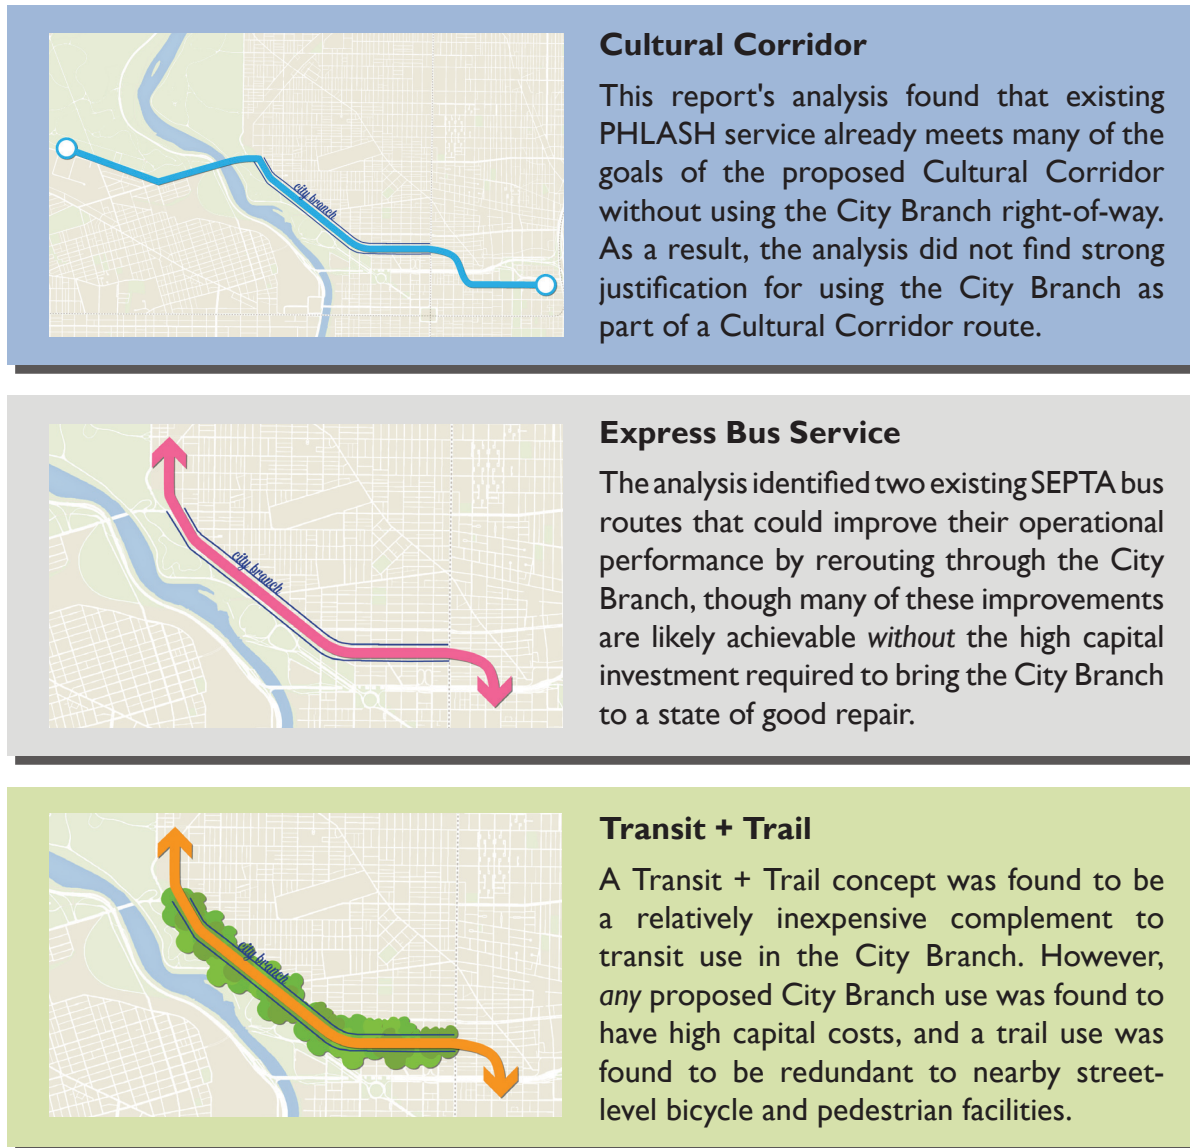 Cultural Corridor
This report's analysis found that existing
PHLASH service already meets many of the
goals of the proposed Cultural Corridor
without using the City Branch right-of-way.
As a result, the analysis did not find strong
justification for using the City Branch as
part of a Cultural Corridor route.
city branch
Express Bus Service
The analysis identified two existing SEPTA bus
routes that could improve their operational
performance by rerouting through the City
Branch, though many of these improvements
are likely achievable without the high capital
investment required to bring the City Branch
to a state of good repair.
city branch
Transit + Trail
A Transit + Trail concept was found to be
a relatively inexpensive complement to
transit use in the City Branch. However,
any proposed City Branch use was found to
have high capital costs, and a trail use was
found to be redundant to nearby street-
level bicycle and pedestrian facilities.
city branch